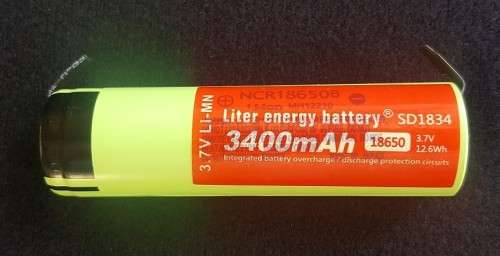 NCR18650B
MH12210
3.7V LI-MN
Liter energy battery SD1834
3400mAh 18650 3.7V
12.6Wh
Integrated battery overcharge / discharge protection circuits